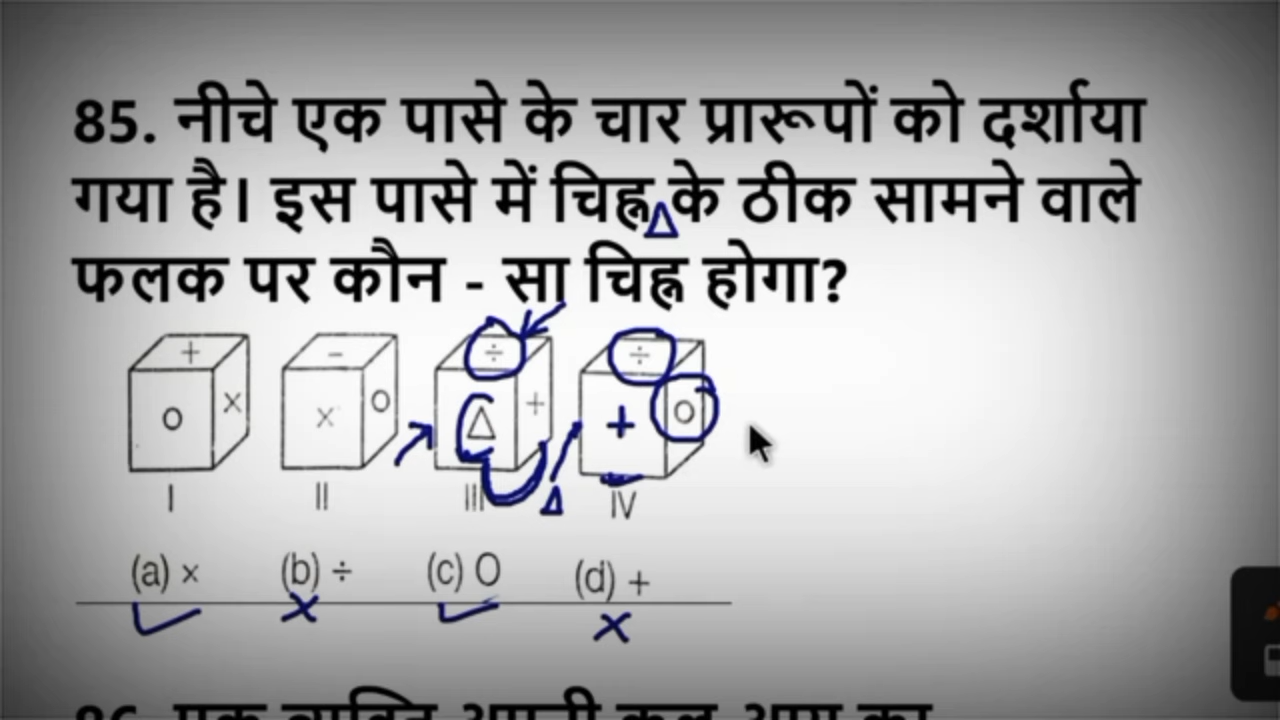 85. नीचे एक पासे के चार प्रारूपों को दर्शाया
गया है। इस पासे में चिह्न Δ के ठीक सामने वाले
फलक पर कौन - सा चिह्न होगा?
+ - ÷ ÷
O × × O Δ + + O
I II III Δ IV
(a) × (b) ÷ (c) O (d) +